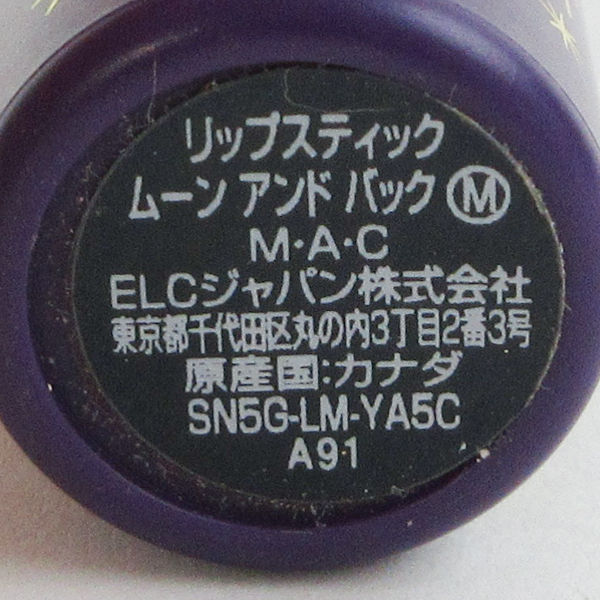 リップスティック
ムーン アンド バック Ⓜ
M・A・C
ELCジャパン株式会社
東京都千代田区丸の内3丁目2番3号
原産国:カナダ
SN5G-LM-YA5C
A91